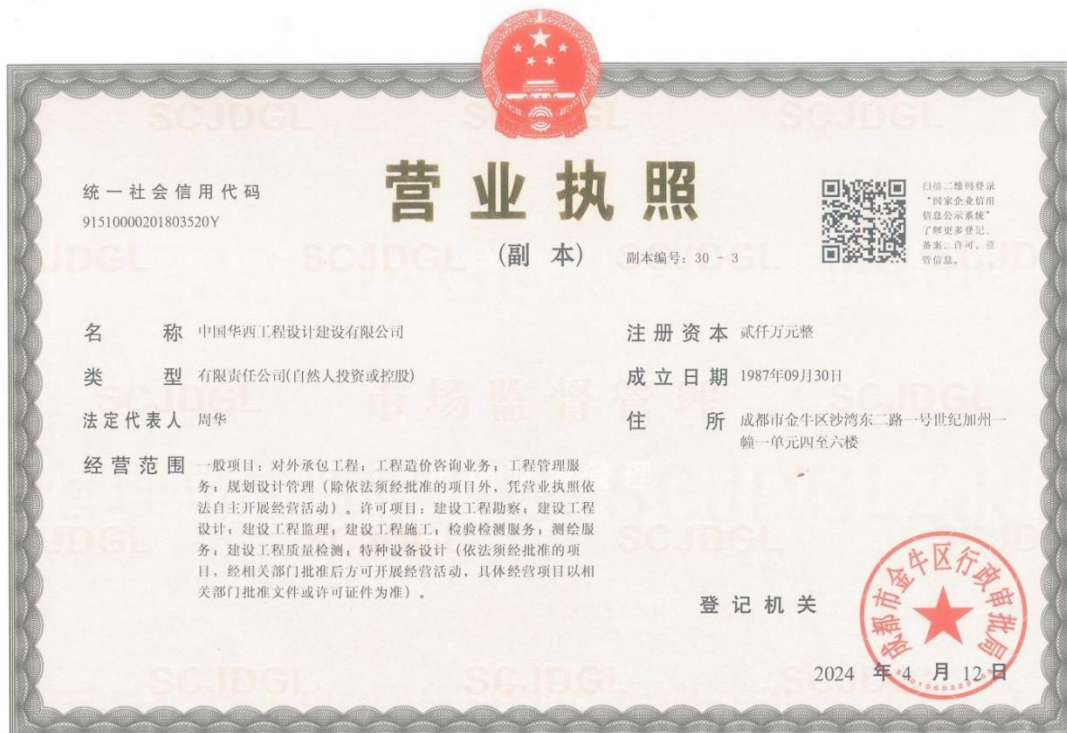 统一社会信用代码
91510000201803520Y
营业执照
(副 本)
副本编号：30 - 3
扫描二维码登录
“国家企业信用
信息公示系统”
了解更多登记、
备案、许可、监
管信息。
名 称 中国华西工程设计建设有限公司
类 型 有限责任公司(自然人投资或控股)
法定代表人 周华
经营范围 一般项目：对外承包工程；工程造价咨询业务；工程管理服
务；规划设计管理（除依法须经批准的项目外，凭营业执照依
法自主开展经营活动）。许可项目：建设工程勘察；建设工程
设计；建设工程监理；建设工程施工；检验检测服务；测绘服
务；建设工程质量检测；特种设备设计（依法须经批准的项
目，经相关部门批准后方可开展经营活动，具体经营项目以相
关部门批准文件或许可证件为准）。
注册资本 贰仟万元整
成立日期 1987年09月30日
住 所 成都市金牛区沙湾东二路一号世纪加州一
幢一单元四至六楼
登记机关
成都市金牛区行政审批局
2024 年 4 月 12 日
SCJDGL
市场监督管理